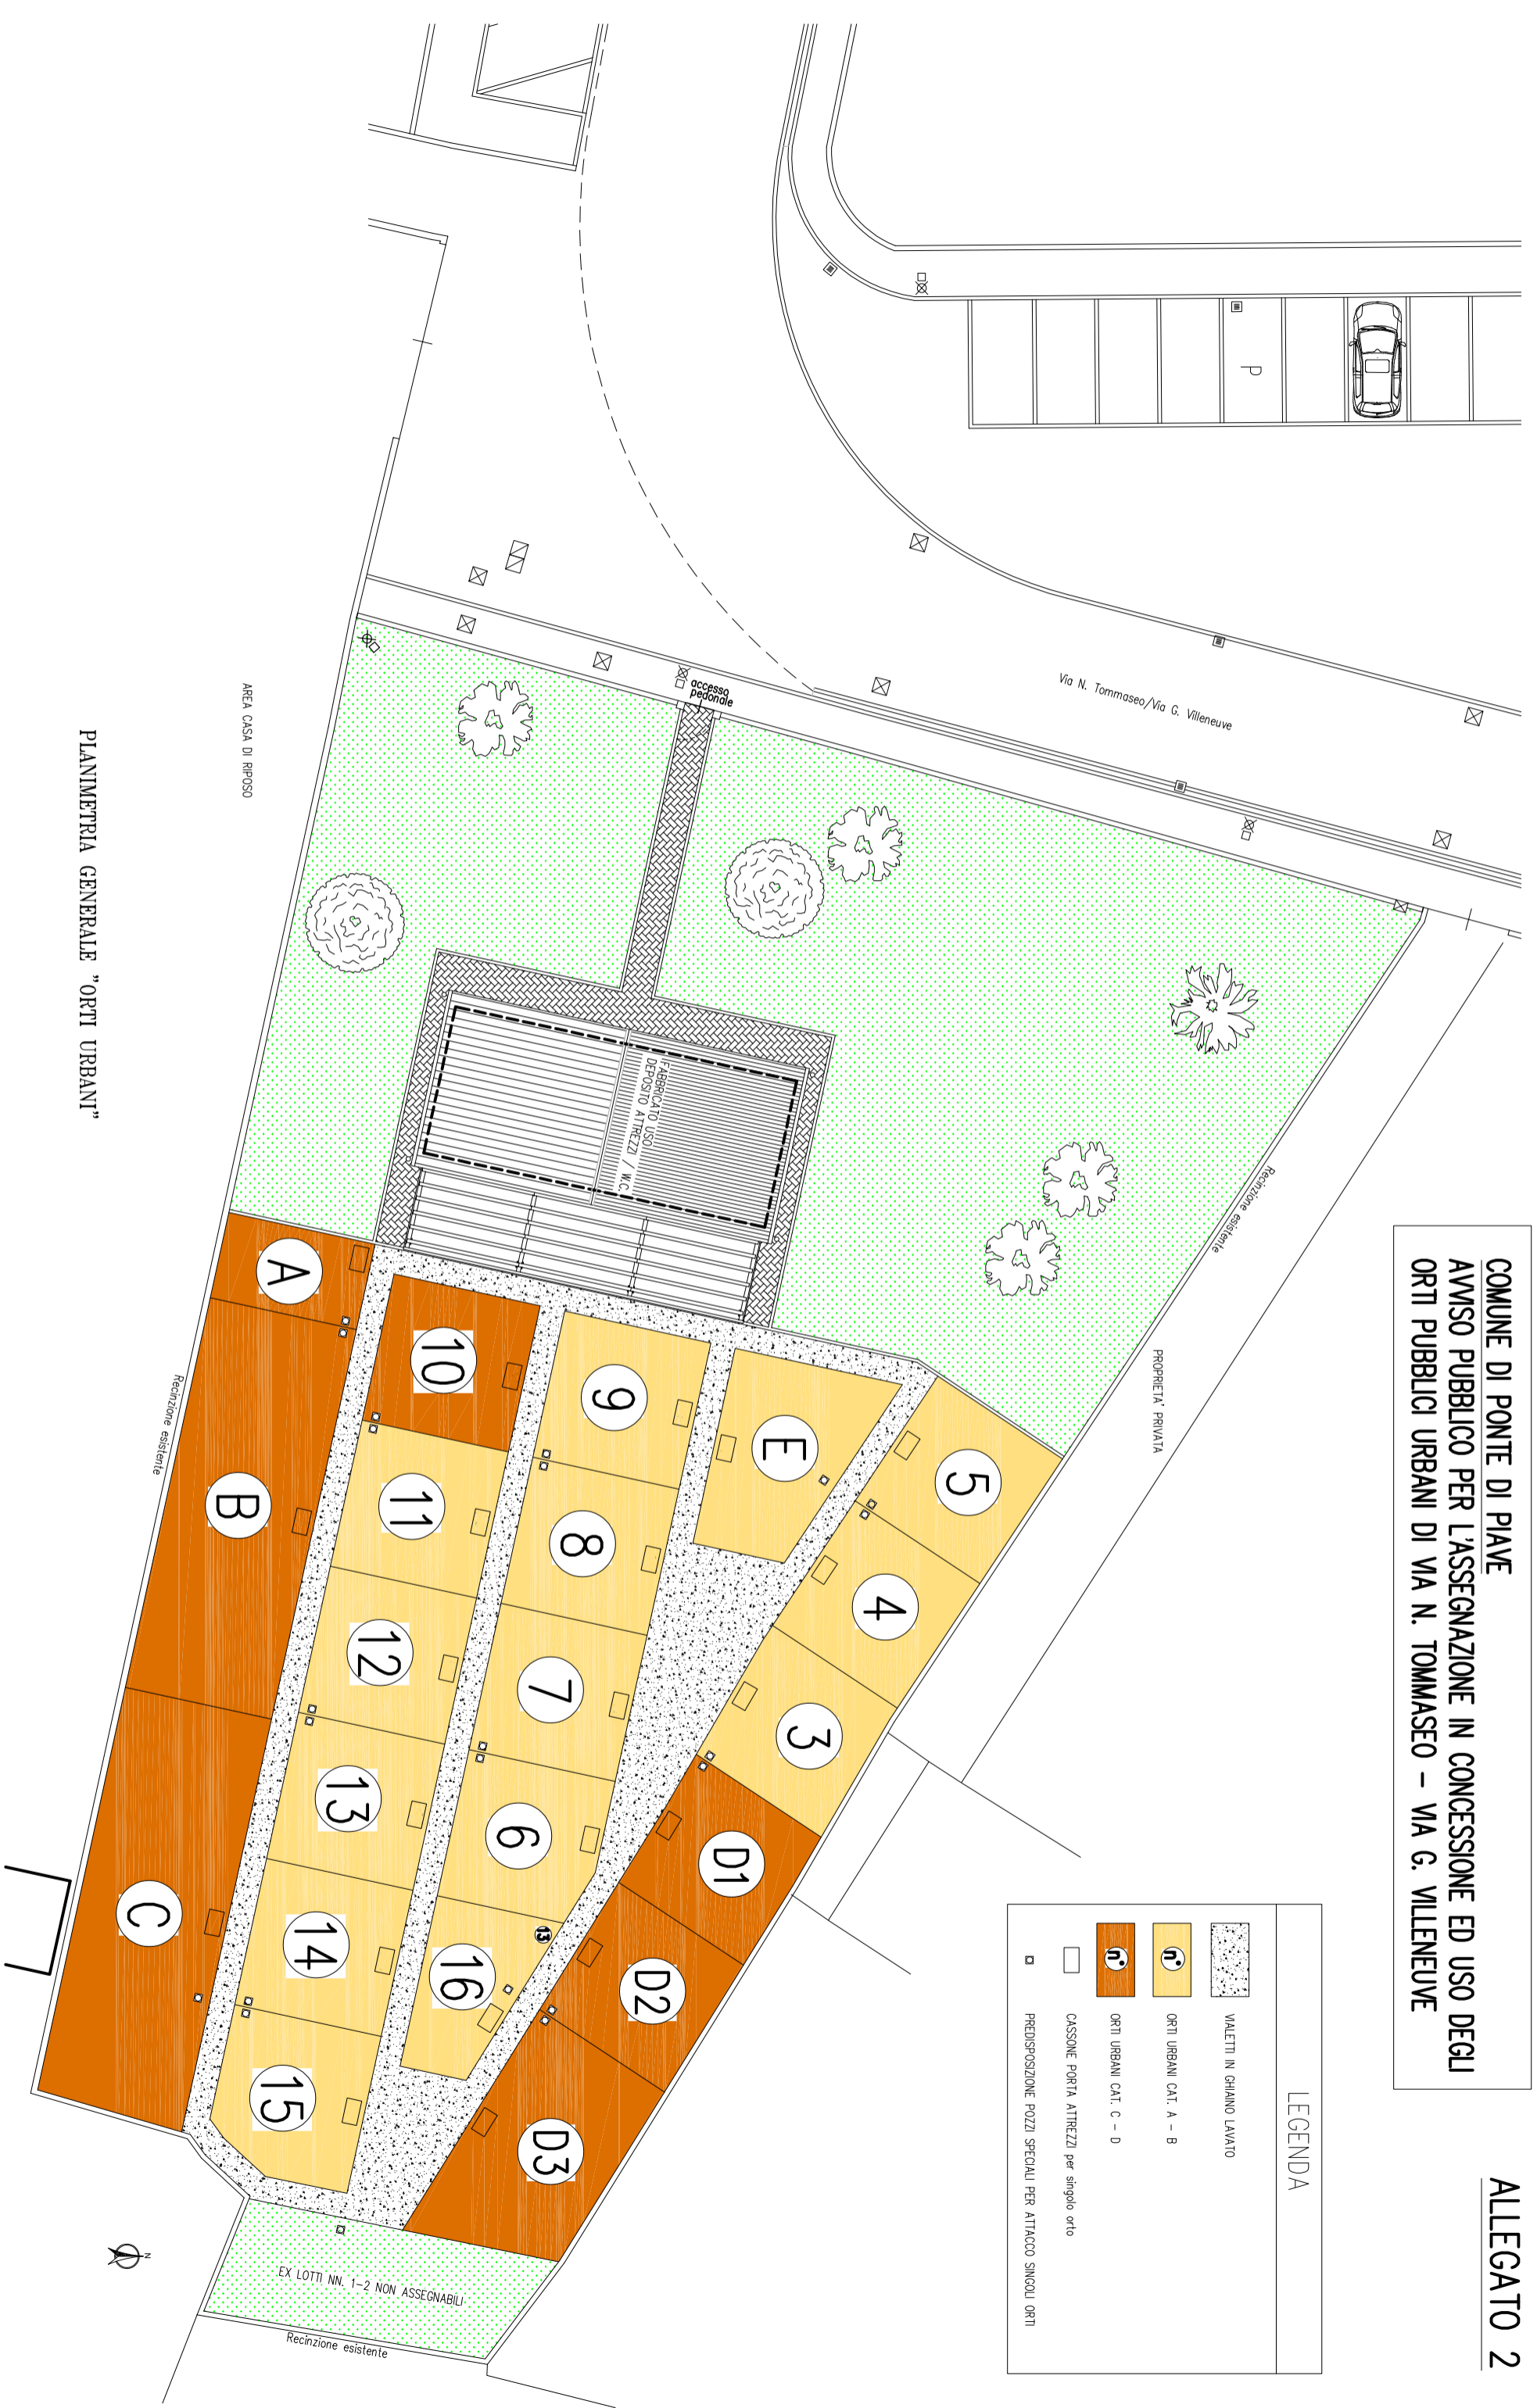 ALLEGATO 2
COMUNE DI PONTE DI PIAVE
AVVISO PUBBLICO PER L'ASSEGNAZIONE IN CONCESSIONE ED USO DEGLI
ORTI PUBBLICI URBANI DI VIA N. TOMMASEO - VIA G. VILLENEUVE
LEGENDA
VIALETTI IN GHIAINO LAVATO
n°
ORTI URBANI CAT. A - B
n°
ORTI URBANI CAT. C - D
CASSONE PORTA ATTREZZI per singolo orto
PREDISPOSIZIONE POZZI SPECIALI PER ATTACCO SINGOLI ORTI
P
Via N. Tommaseo/Via G. Villeneuve
Recinzione esistente
PROPRIETA' PRIVATA
accesso
pedonale
FABBRICATO USO
DEPOSITO ATTREZZI / W.C.
5
4
3
D1
D2
D3
E
9
8
7
6
13
16
10
11
12
13
14
15
A
B
C
Recinzione esistente
EX LOTTI NN. 1-2 NON ASSEGNABILI
Recinzione esistente
N
AREA CASA DI RIPOSO
PLANIMETRIA GENERALE "ORTI URBANI"